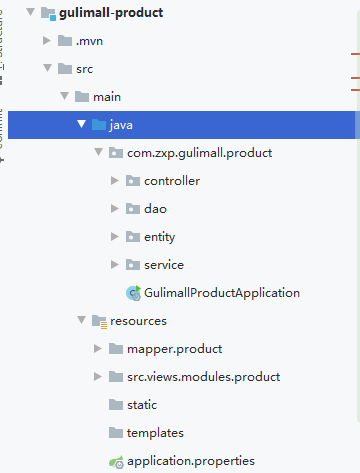 gulimall-product
.mvn
src
main
java
com.zxp.gulimall.product
controller
dao
entity
service
GulimallProductApplication
resources
mapper.product
src.views.modules.product
static
templates
application.properties